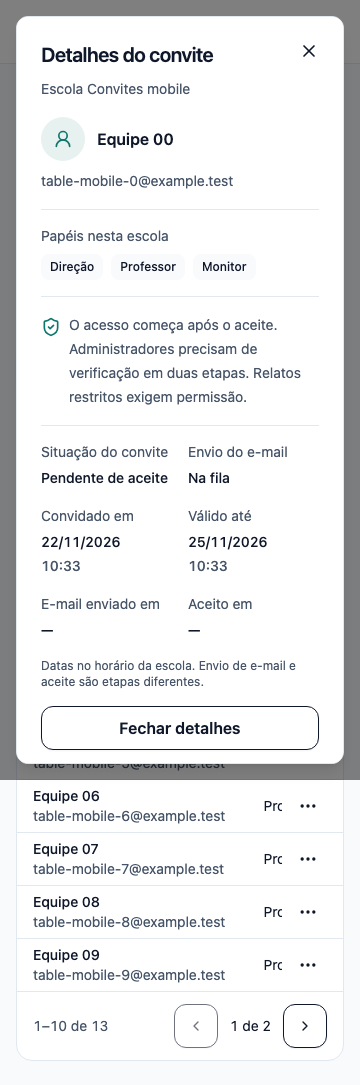 Detalhes do convite
Escola Convites mobile
Equipe 00
table-mobile-0@example.test
Papéis nesta escola
Direção Professor Monitor
O acesso começa após o aceite.
Administradores precisam de
verificação em duas etapas. Relatos
restritos exigem permissão.
Situação do convite Envio do e-mail
Pendente de aceite Na fila
Convidado em Válido até
22/11/2026 25/11/2026
10:33 10:33
E-mail enviado em Aceito em
— —
Datas no horário da escola. Envio de e-mail e
aceite são etapas diferentes.
Fechar detalhes
Equipe 06
table-mobile-6@example.test Pro
Equipe 07
table-mobile-7@example.test Pro
Equipe 08
table-mobile-8@example.test Pro
Equipe 09
table-mobile-9@example.test Pro
1–10 de 13 1 de 2